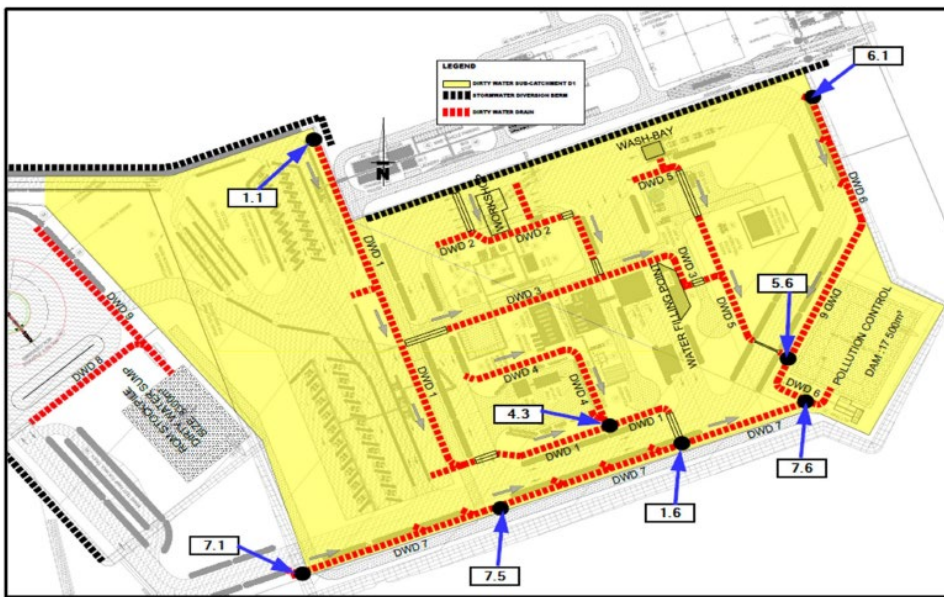 6.1
LEGEND
DIRTY WATER SUB-CATCHMENT D1
STORMWATER DIVERSION BERM
DIRTY WATER DRAIN
1.1
N
WASH-BAY
WORKSHOP
DWD 5
DWD 6
DWD 1
DWD 2
DWD 2
DWD 3
DWD 3
WATER FILLING POINT
DWD 5
5.6
DWD 6
POLLUTION CONTROL
DAM :17 500m³
DWD 9
DWD 8
ROM STOCKPILE
DIRTY WATER SUMP
DWD 1
DWD 4
DWD 4
4.3
DWD 1
DWD 1
DWD 6
DWD 7
7.6
DWD 7
1.6
7.5
DWD 7
7.1